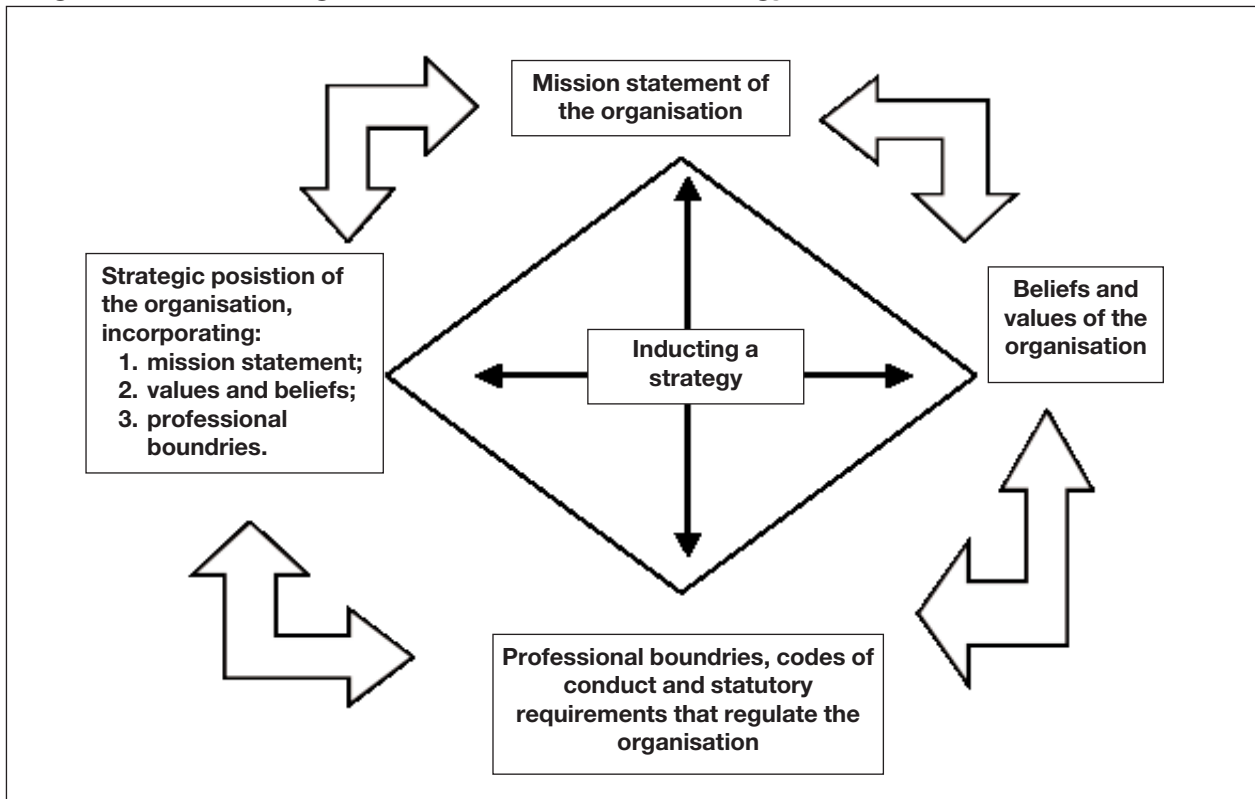 Mission statement of
the organisation
Strategic posistion of
the organisation,
incorporating:
1. mission statement;
2. values and beliefs;
3. professional
boundries.
Inducting a
strategy
Beliefs and
values of the
organisation
Professional boundries, codes of
conduct and statutory
requirements that regulate the
organisation